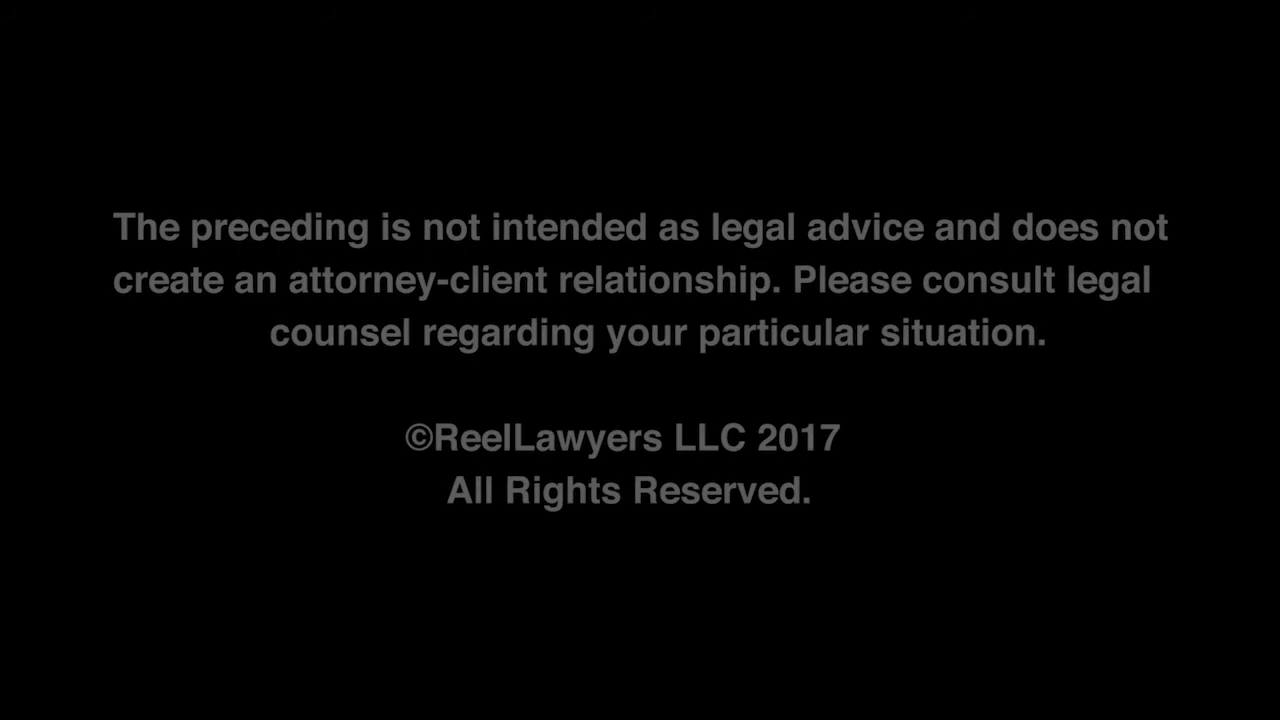 The preceding is not intended as legal advice and does not
create an attorney-client relationship. Please consult legal
counsel regarding your particular situation.
©ReelLawyers LLC 2017
All Rights Reserved.